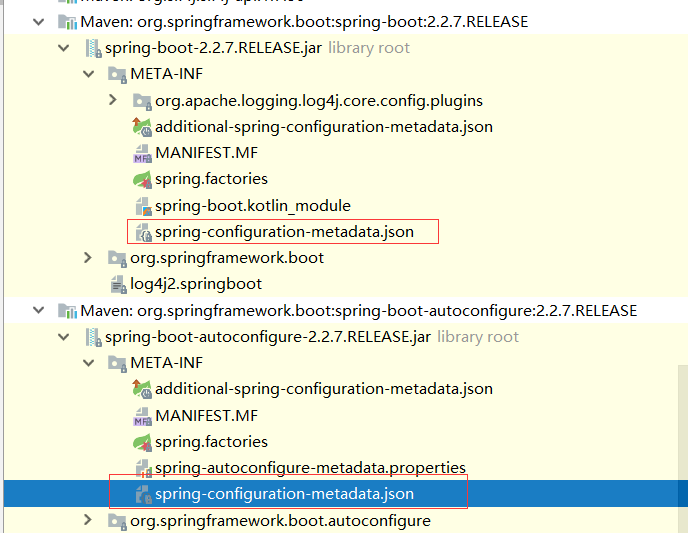 Maven: org.springframework.boot:spring-boot:2.2.7.RELEASE
spring-boot-2.2.7.RELEASE.jar library root
META-INF
org.apache.logging.log4j.core.config.plugins
additional-spring-configuration-metadata.json
MANIFEST.MF
spring.factories
spring-boot.kotlin_module
spring-configuration-metadata.json
org.springframework.boot
log4j2.springboot
Maven: org.springframework.boot:spring-boot-autoconfigure:2.2.7.RELEASE
spring-boot-autoconfigure-2.2.7.RELEASE.jar library root
META-INF
additional-spring-configuration-metadata.json
MANIFEST.MF
spring.factories
spring-autoconfigure-metadata.properties
spring-configuration-metadata.json
org.springframework.boot.autoconfigure